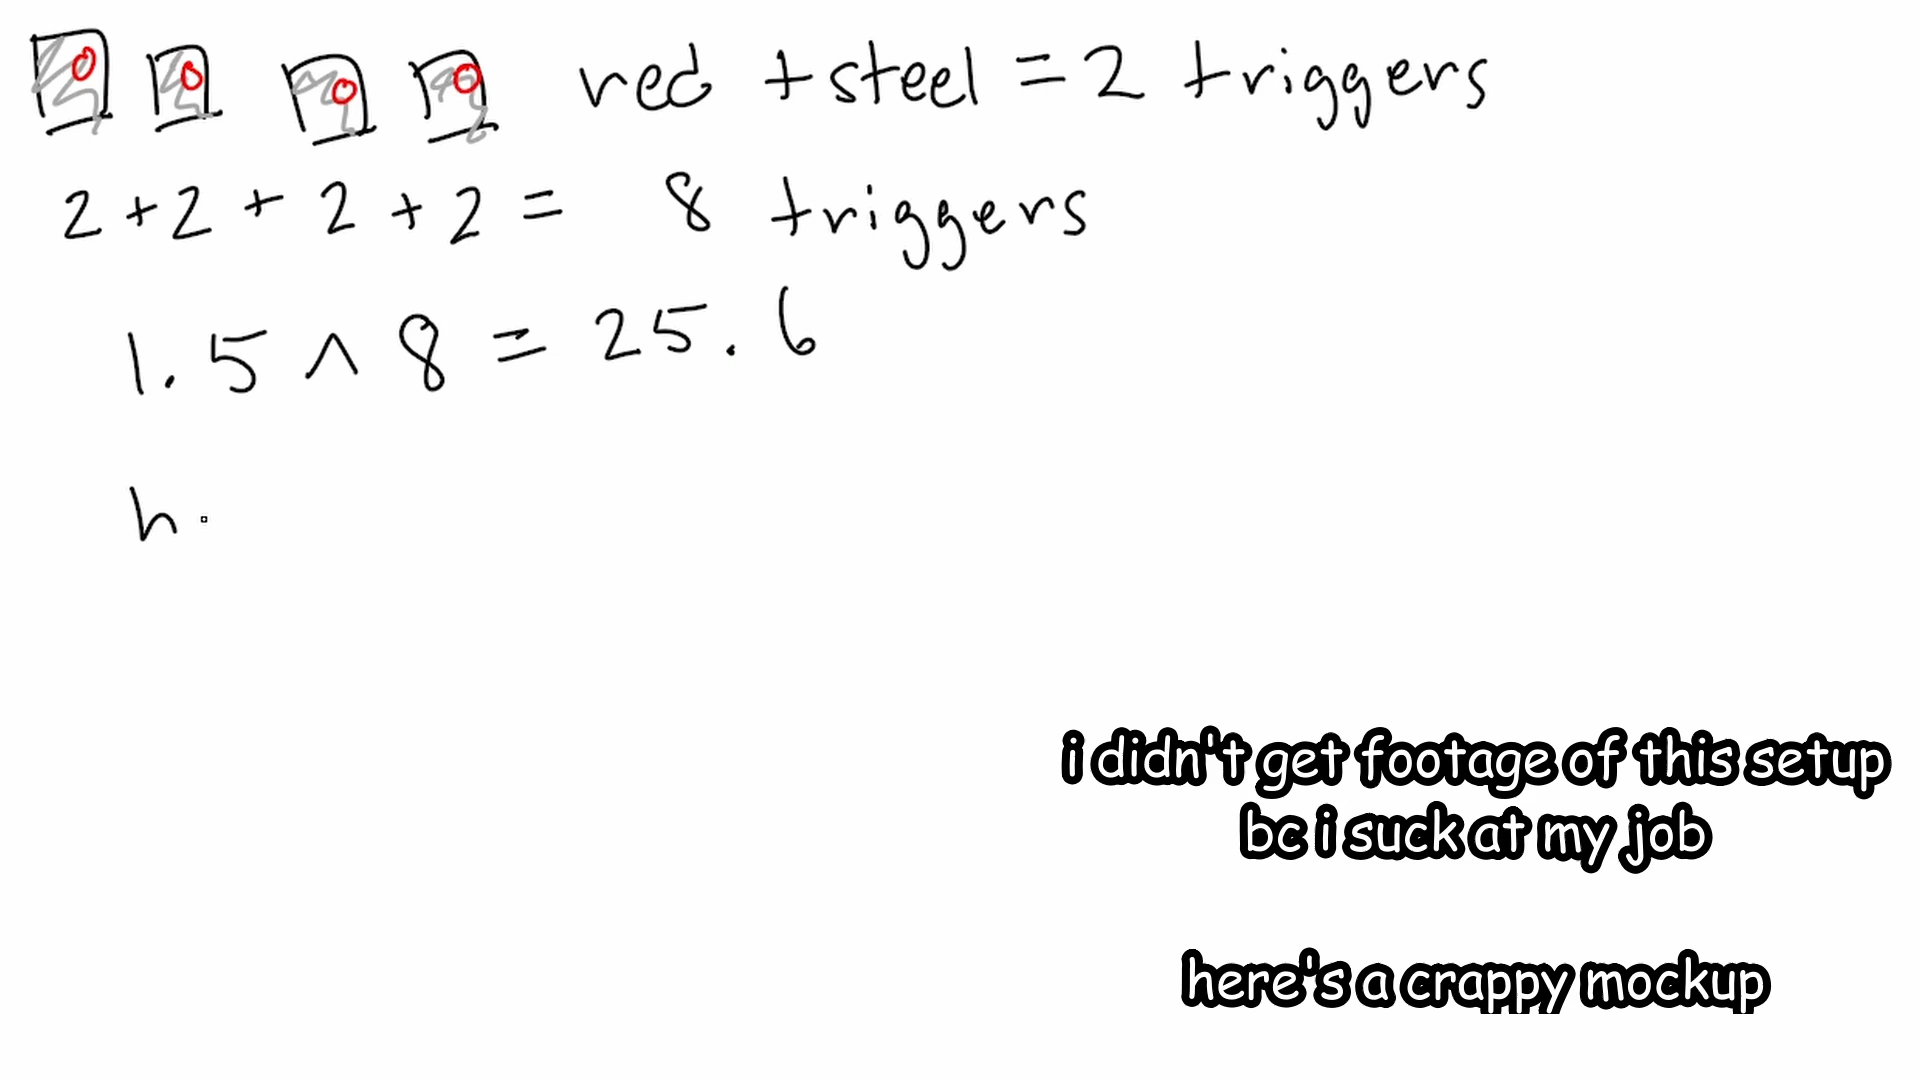 red + steel = 2 triggers
2 + 2 + 2 + 2 = 8 triggers
1.5 ^ 8 = 25.6
h
i didn't get footage of this setup
bc i suck at my job
here's a crappy mockup